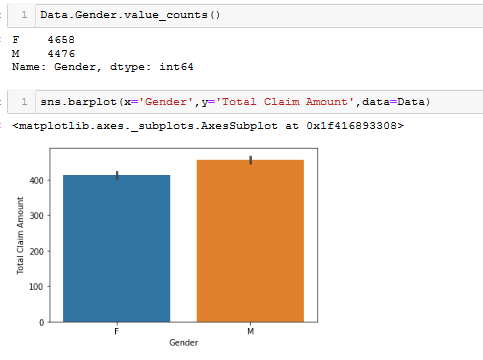 1 Data.Gender.value_counts()
F 4658
M 4476
Name: Gender, dtype: int64
1 sns.barplot(x='Gender',y='Total Claim Amount',data=Data)
<matplotlib.axes._subplots.AxesSubplot at 0x1f416893308>
Total Claim Amount
400
300
200
100
0
F M
Gender